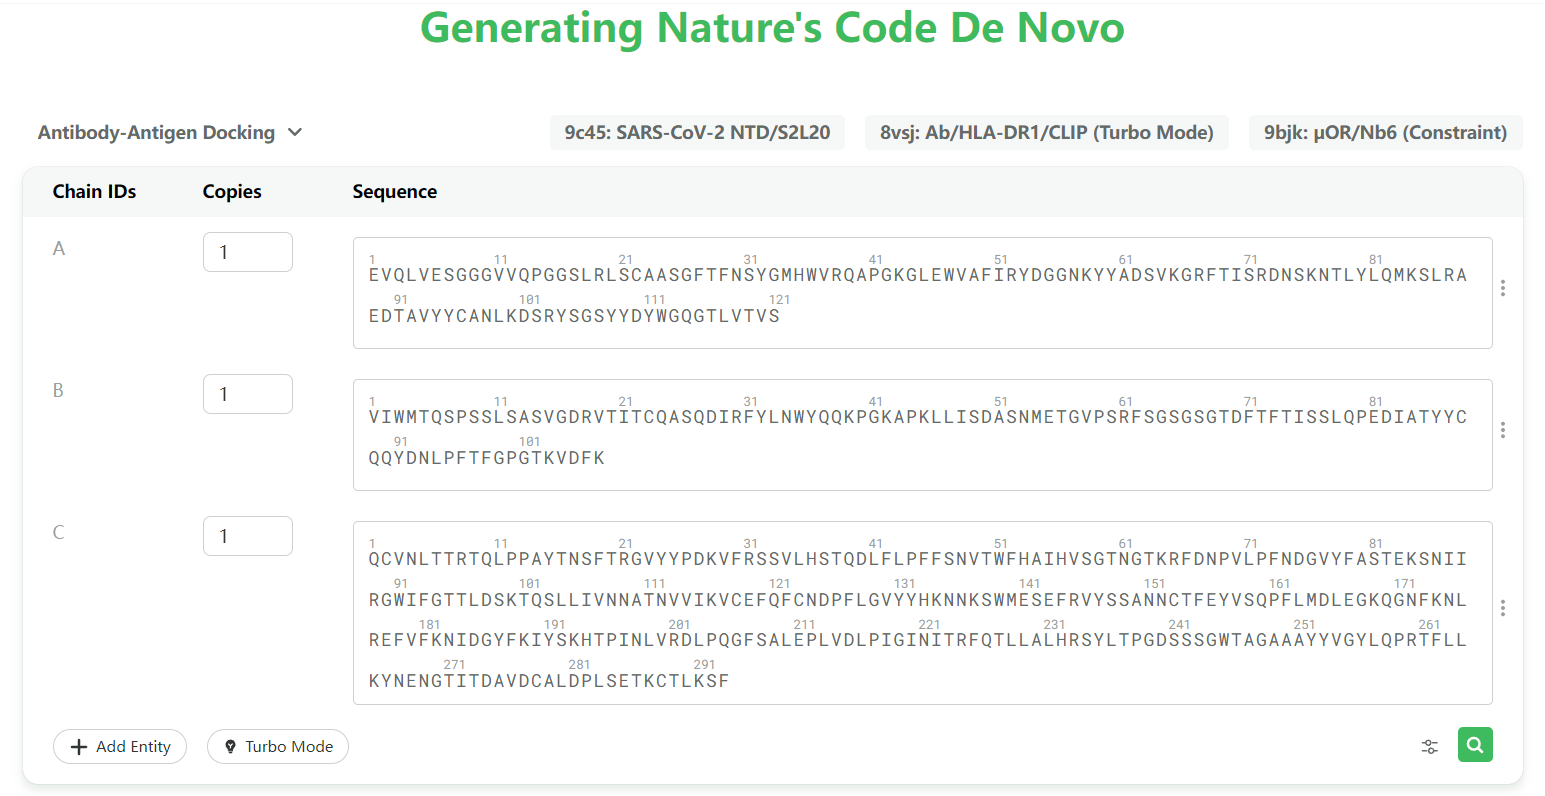 Generating Nature's Code De Novo
Antibody-Antigen Docking
9c45: SARS-CoV-2 NTD/S2L20
8vsj: Ab/HLA-DR1/CLIP (Turbo Mode)
9bjk: μOR/Nb6 (Constraint)
Chain IDs Copies Sequence
A
1
1 11 21 31 41 51 61 71 81
EVQLVESGGGVVQPGGSLRLSCAASGFTFNSYGMHWVRQAPGKGLEWVAFIRYDGGNKYYADSVKGRFTISRDNSKNTLYLQMKSLRA
91 101 111 121
EDTAVYYCANLKDSRYSGSYYDYWGQGTLVTVS
B
1
1 11 21 31 41 51 61 71 81
VIWMTQSPSSLSASVGDRVTITCQASQDIRFYLNWYQQKPGKAPKLLISDASNMETGVPSRFSGSGSGTDFTFTISSLQPEDIATYYC
91 101
QQYDNLPFTFGPGTKVDFK
C
1
1 11 21 31 41 51 61 71 81
QCVNLTTRTQLPPAYTNSFTRGVYYPDKVFRSSVLHSTQDLFLPFFSNVTWFHAIHVSGTNGTKRFDNPVLPFNDGVYFASTEKSNII
91 101 111 121 131 141 151 161 171
RGWIFGTTLDSKTQSLLIVNNATNVVIKVCEFQFCNDPFLGVYYHKNNKSWMESEFRVYSSANNCTFEYVSQPFLMDLEGKQGNFKNL
181 191 201 211 221 231 241 251 261
REFVFKNIDGYFKIYSKHTPINLVRDLPQGFSALEPLVDLPIGINITRFQTLLALHRSYLTPGDSSSGWTAGAAAYYVGYLQPRTFLL
271 281 291
KYNENGTITDAVDCALDPLSETKCTLKSF
Add Entity
Turbo Mode